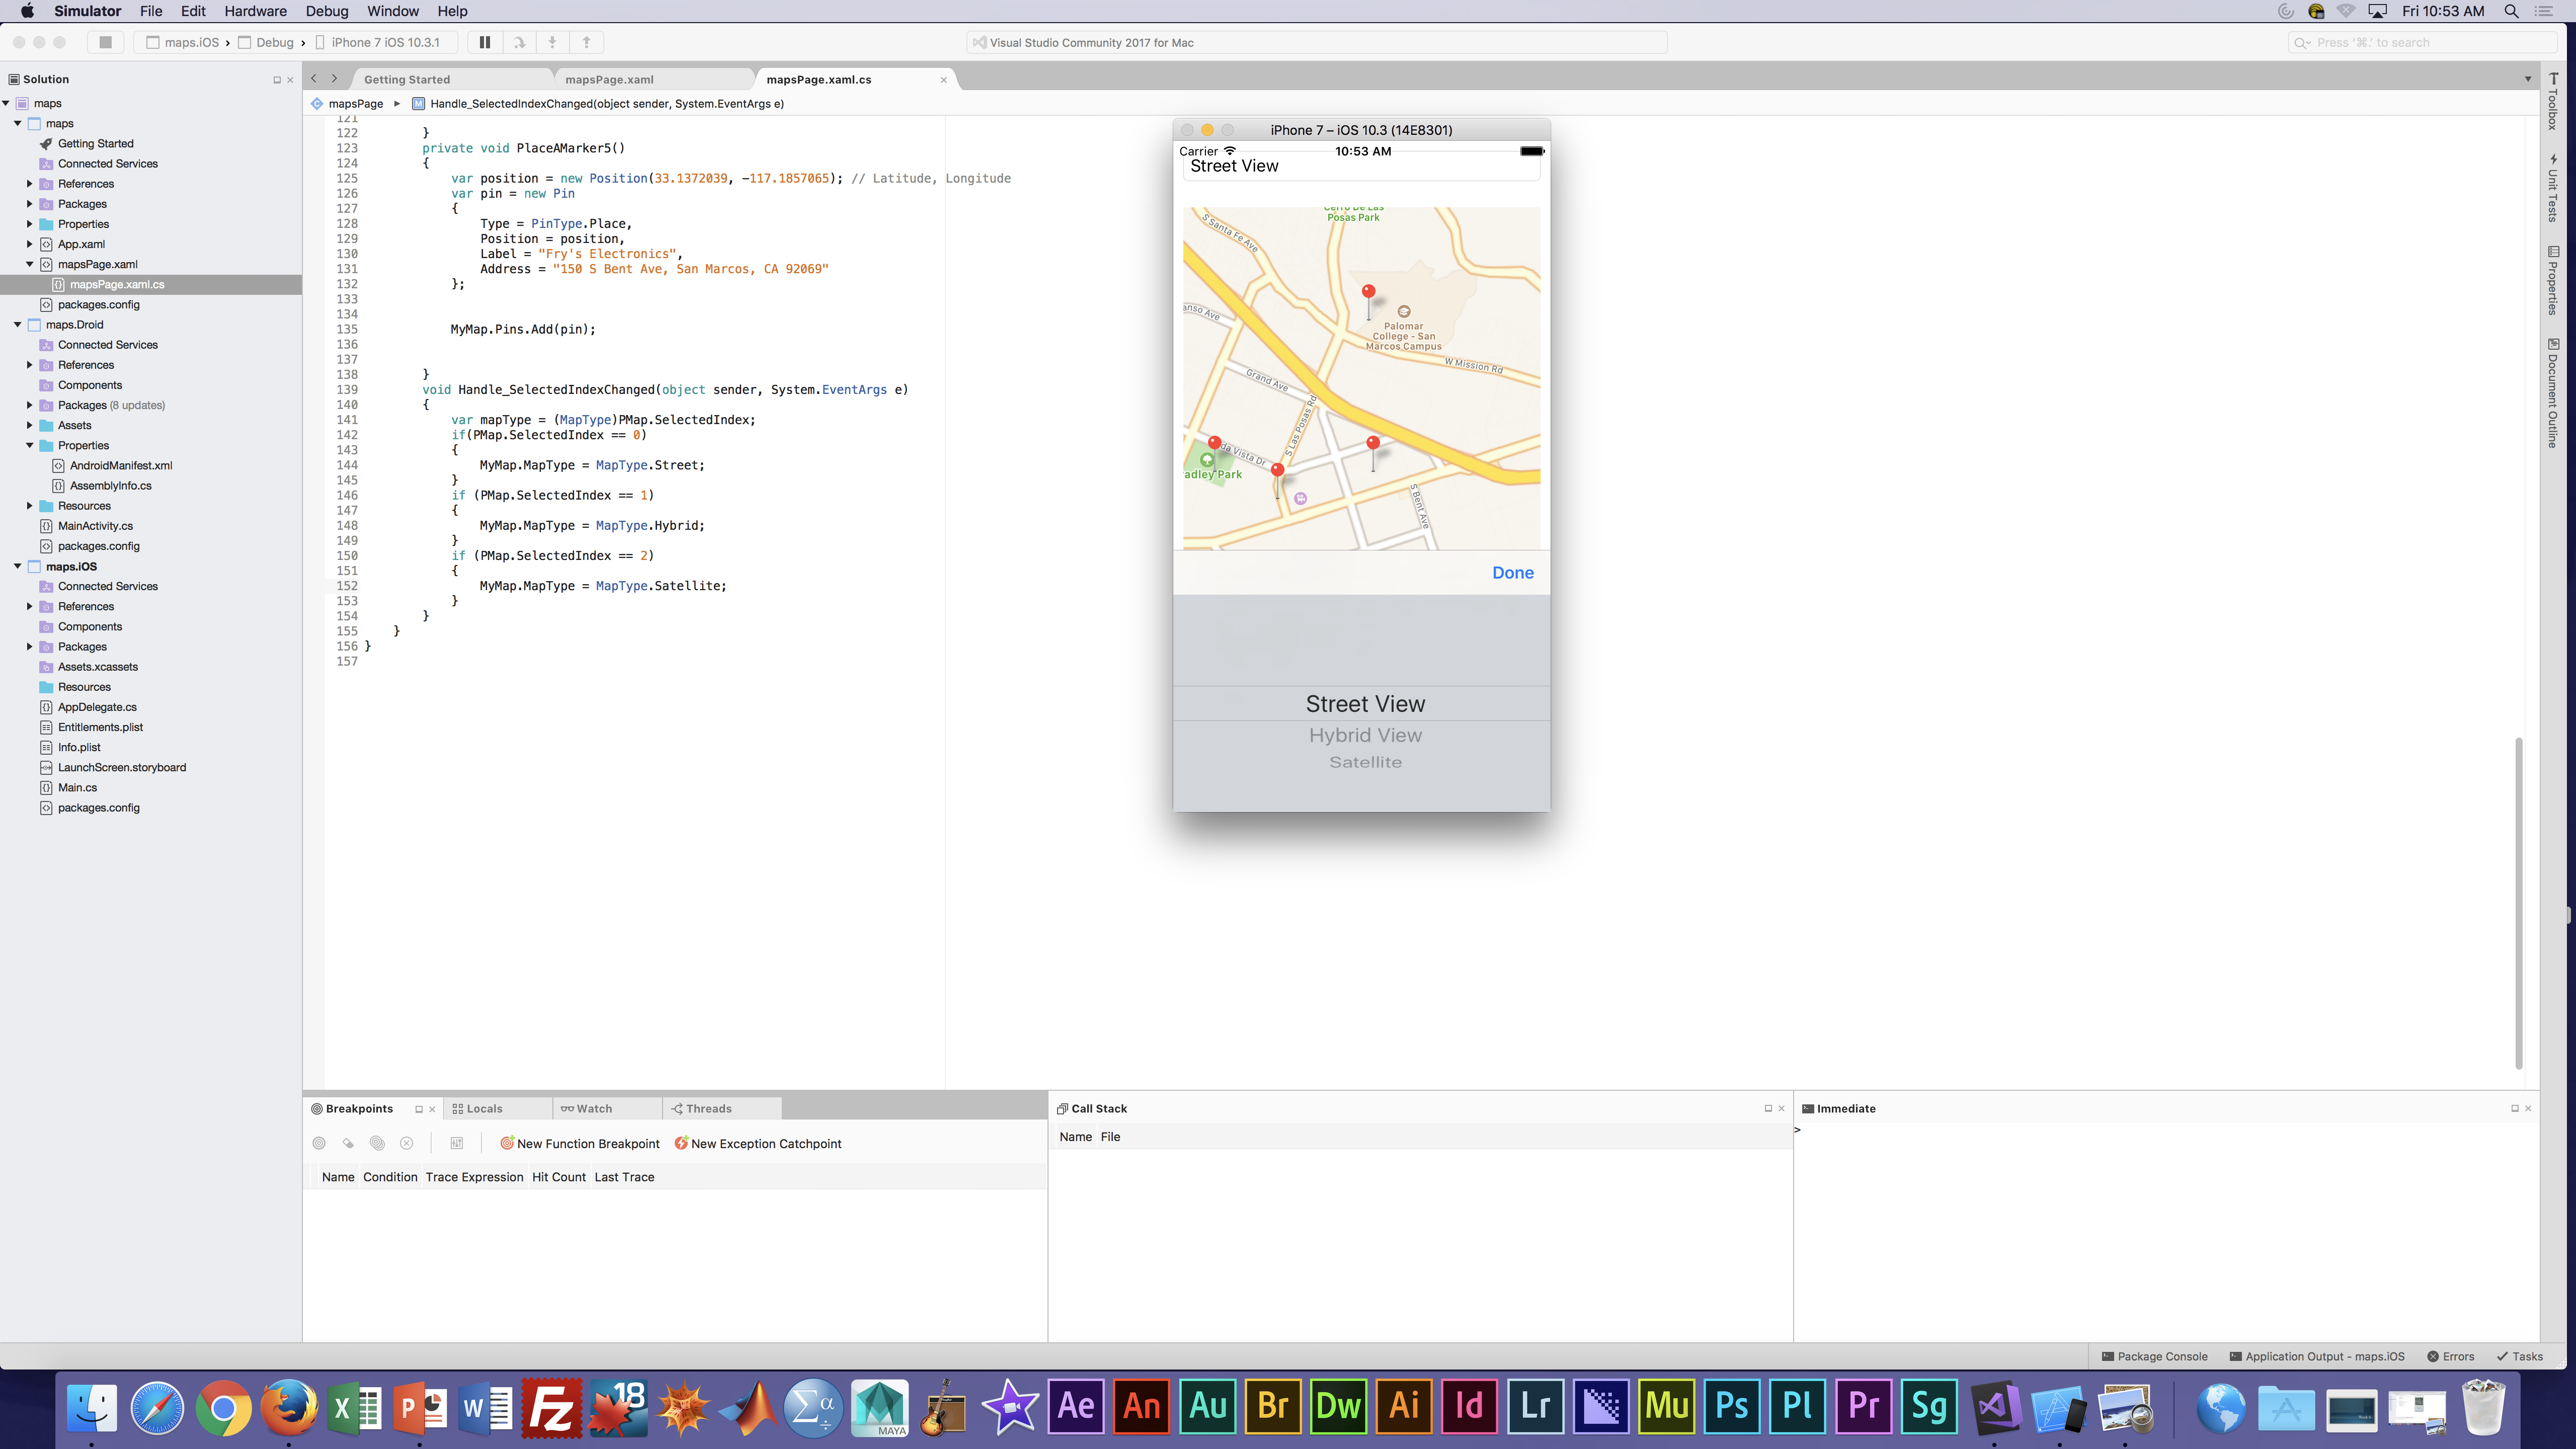 Simulator File Edit Hardware Debug Window Help
Fri 10:53 AM
maps.iOS › Debug › iPhone 7 iOS 10.3.1
Visual Studio Community 2017 for Mac
Press '⌘.' to search
Solution
maps
maps
Getting Started
Connected Services
References
Packages
Properties
App.xaml
mapsPage.xaml
mapsPage.xaml.cs
packages.config
maps.Droid
Connected Services
References
Components
Packages (8 updates)
Assets
Properties
AndroidManifest.xml
AssemblyInfo.cs
Resources
MainActivity.cs
packages.config
maps.iOS
Connected Services
References
Components
Packages
Assets.xcassets
Resources
AppDelegate.cs
Entitlements.plist
Info.plist
LaunchScreen.storyboard
Main.cs
packages.config
Getting Started
mapsPage.xaml
mapsPage.xaml.cs
mapsPage
M Handle_SelectedIndexChanged(object sender, System.EventArgs e)
121
122 }
123 private void PlaceAMarker5()
124 {
125 var position = new Position(33.1372039, -117.1857065); // Latitude, Longitude
126 var pin = new Pin
127 {
128 Type = PinType.Place,
129 Position = position,
130 Label = "Fry's Electronics",
131 Address = "150 S Bent Ave, San Marcos, CA 92069"
132 };
133
134
135 MyMap.Pins.Add(pin);
136
137
138 }
139 void Handle_SelectedIndexChanged(object sender, System.EventArgs e)
140 {
141 var mapType = (MapType)PMap.SelectedIndex;
142 if(PMap.SelectedIndex == 0)
143 {
144 MyMap.MapType = MapType.Street;
145 }
146 if (PMap.SelectedIndex == 1)
147 {
148 MyMap.MapType = MapType.Hybrid;
149 }
150 if (PMap.SelectedIndex == 2)
151 {
152 MyMap.MapType = MapType.Satellite;
153 }
154 }
155 }
156 }
157
iPhone 7 – iOS 10.3 (14E8301)
Carrier
10:53 AM
Street View
Cerro De Las
Posas Park
S Santa Fe Ave
anso Ave
Palomar
College - San
Marcos Campus
W Mission Rd
Grand Ave
S Las Posas Rd
da Vista Dr
adley Park
S Bent Ave
Done
Street View
Hybrid View
Satellite
Toolbox
Unit Tests
Properties
Document Outline
Breakpoints
Locals
Watch
Threads
New Function Breakpoint
New Exception Catchpoint
Name Condition Trace Expression Hit Count Last Trace
Call Stack
Name File
Immediate
>
Package Console
Application Output - maps.iOS
Errors
Tasks
X
P
W
Fz
18
Σα
MAYA
Ae
An
Au
Br
Dw
Ai
Id
Lr
Mu
Ps
Pl
Pr
Sg